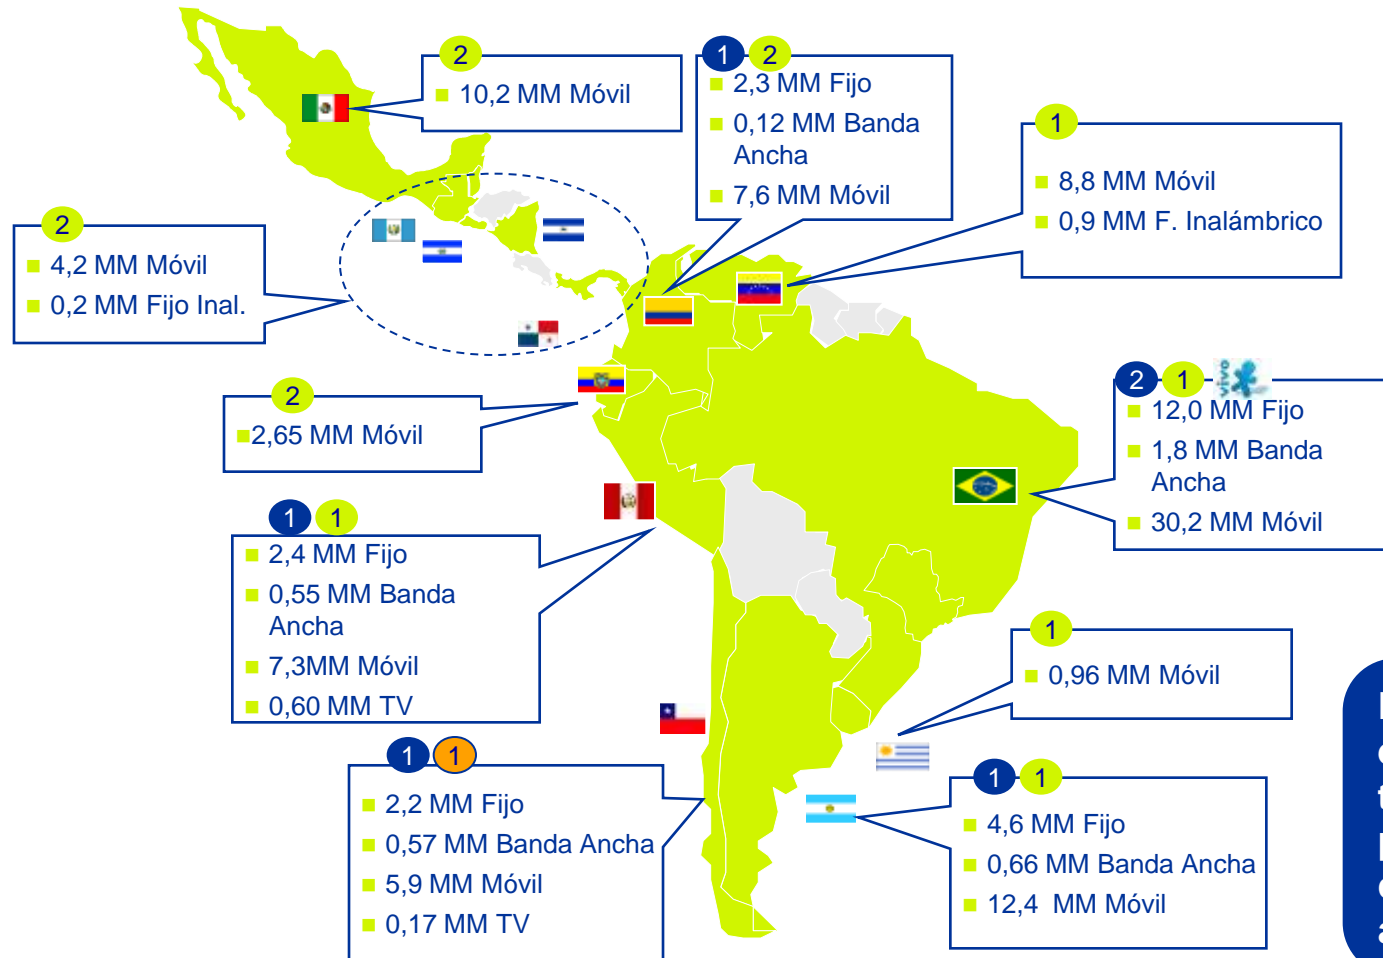 2
10,2 MM Móvil
1 2
2,3 MM Fijo
0,12 MM Banda
Ancha
7,6 MM Móvil
1
8,8 MM Móvil
0,9 MM F. Inalámbrico
2
4,2 MM Móvil
0,2 MM Fijo Inal.
2
2,65 MM Móvil
2 1 vivo
12,0 MM Fijo
1,8 MM Banda
Ancha
30,2 MM Móvil
1 1
2,4 MM Fijo
0,55 MM Banda
Ancha
7,3MM Móvil
0,60 MM TV
1
0,96 MM Móvil
1 1
2,2 MM Fijo
0,57 MM Banda Ancha
5,9 MM Móvil
0,17 MM TV
1 1
4,6 MM Fijo
0,66 MM Banda Ancha
12,4 MM Móvil